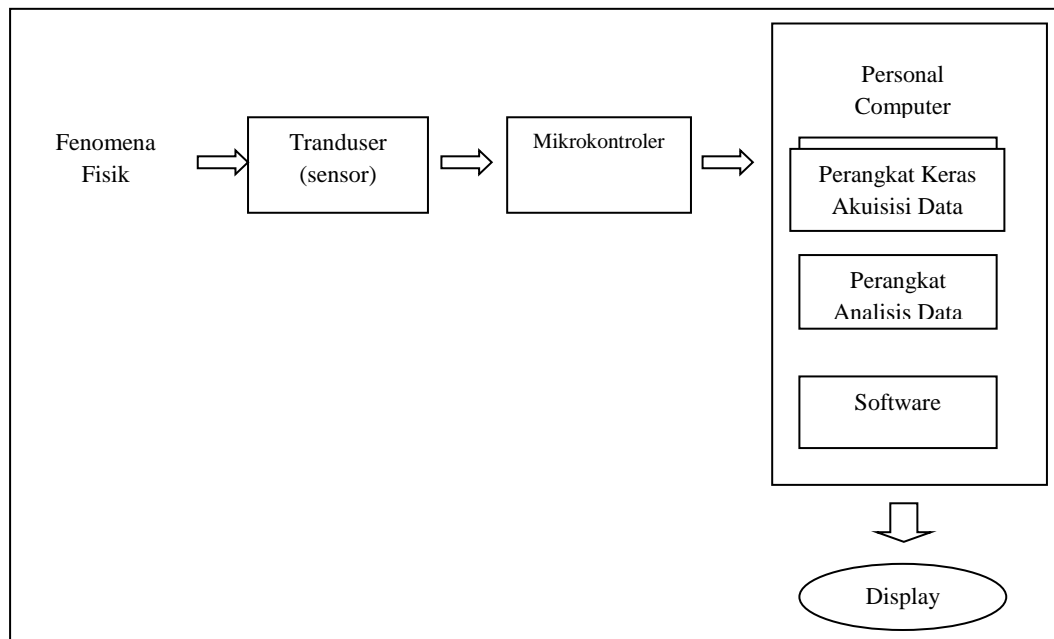 Fenomena
Fisik
Tranduser
(sensor)
Mikrokontroler
Personal
Computer
Perangkat Keras
Akuisisi Data
Perangkat
Analisis Data
Software
Display